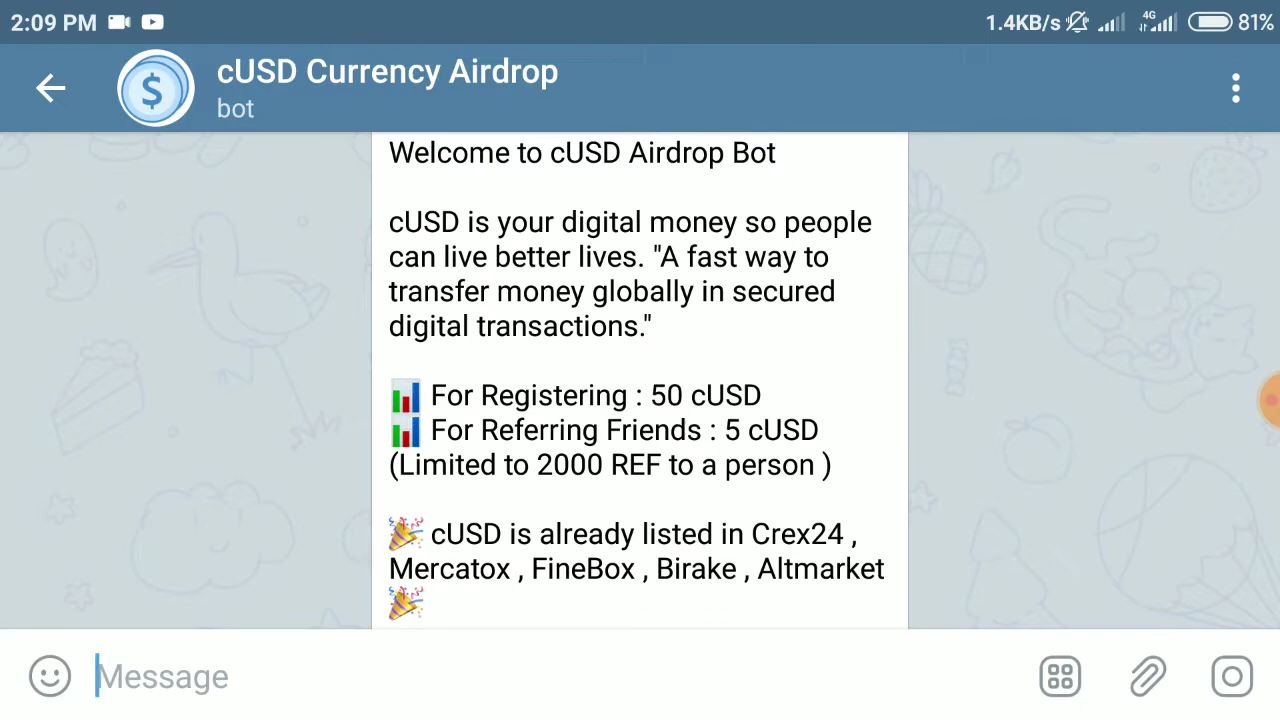 2:09 PM 1.4KB/s 4G 81%
cUSD Currency Airdrop
bot
Welcome to cUSD Airdrop Bot
cUSD is your digital money so people
can live better lives. "A fast way to
transfer money globally in secured
digital transactions."
📊 For Registering : 50 cUSD
📊 For Referring Friends : 5 cUSD
(Limited to 2000 REF to a person )
🎉 cUSD is already listed in Crex24 ,
Mercatox , FineBox , Birake , Altmarket
🎉
Message